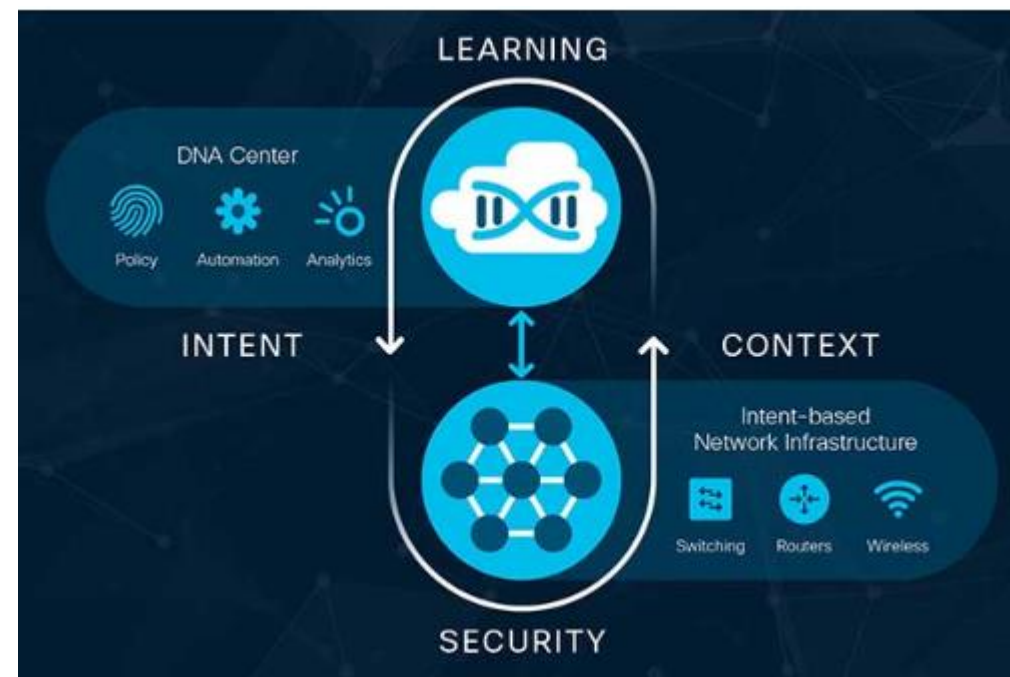 LEARNING
DNA Center
Policy Automation Analytics
INTENT
CONTEXT
Intent-based
Network Infrastructure
Switching Routers Wireless
SECURITY